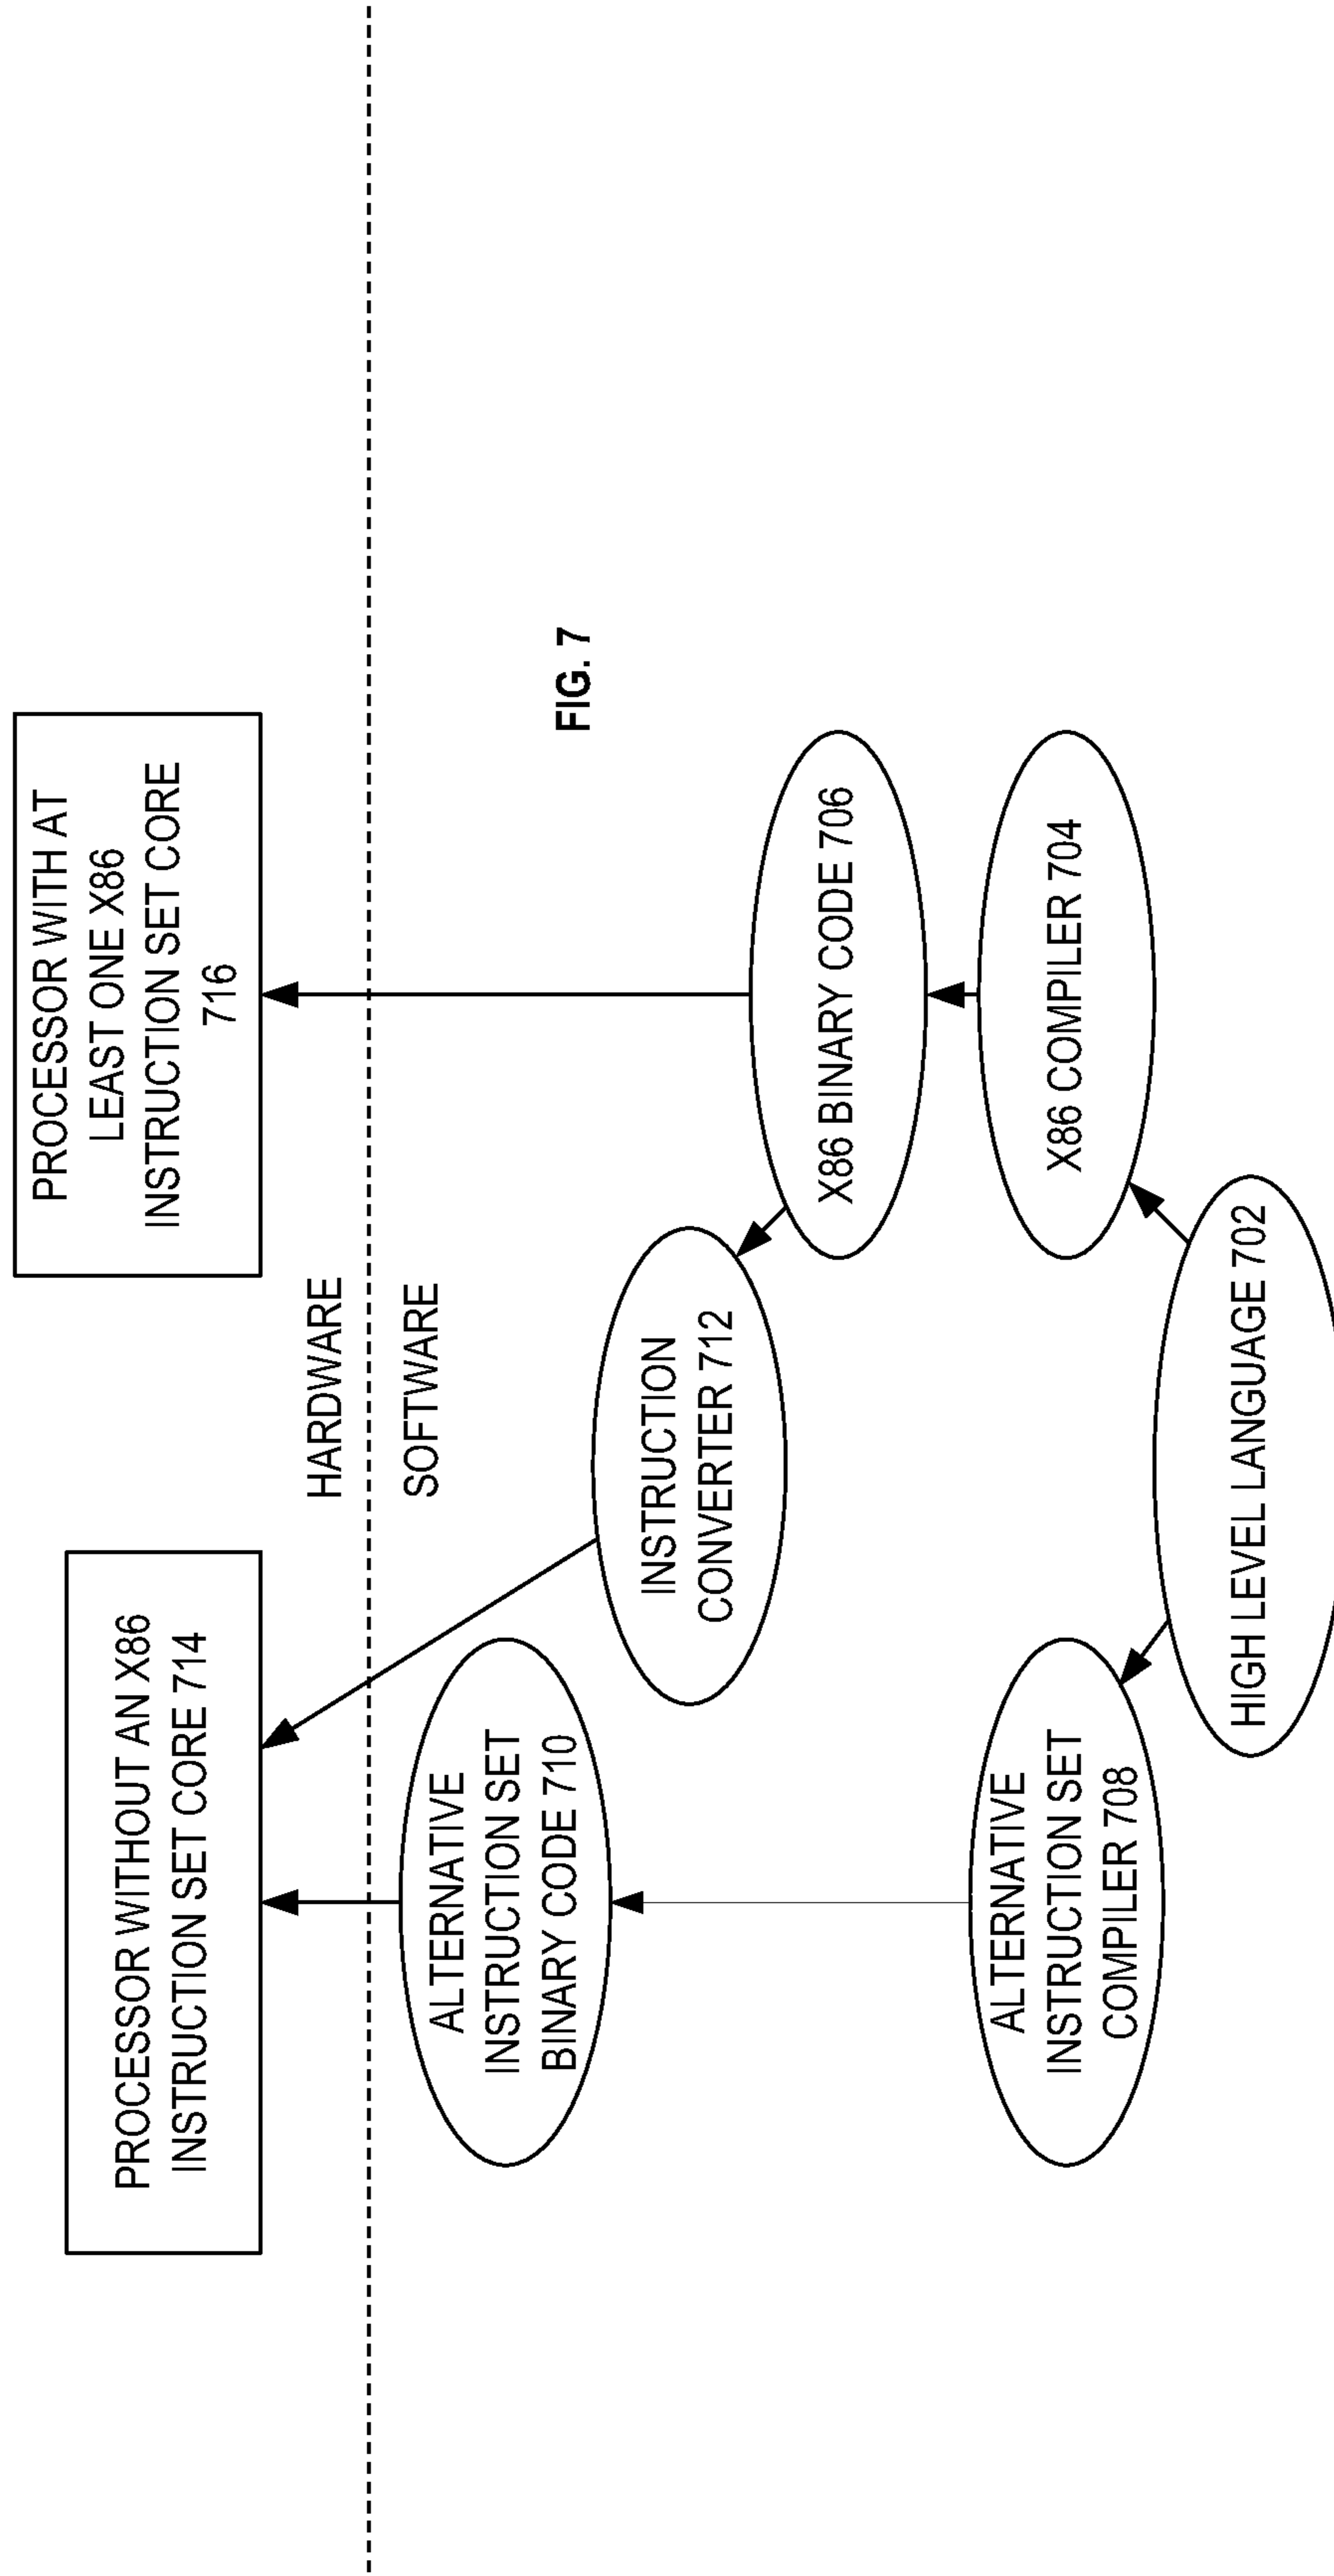 PROCESSOR WITHOUT AN X86
INSTRUCTION SET CORE 714
PROCESSOR WITH AT
LEAST ONE X86
INSTRUCTION SET CORE
716
HARDWARE
SOFTWARE
ALTERNATIVE
INSTRUCTION SET
BINARY CODE 710
INSTRUCTION
CONVERTER 712
FIG. 7
X86 BINARY CODE 706
ALTERNATIVE
INSTRUCTION SET
COMPILER 708
X86 COMPILER 704
HIGH LEVEL LANGUAGE 702